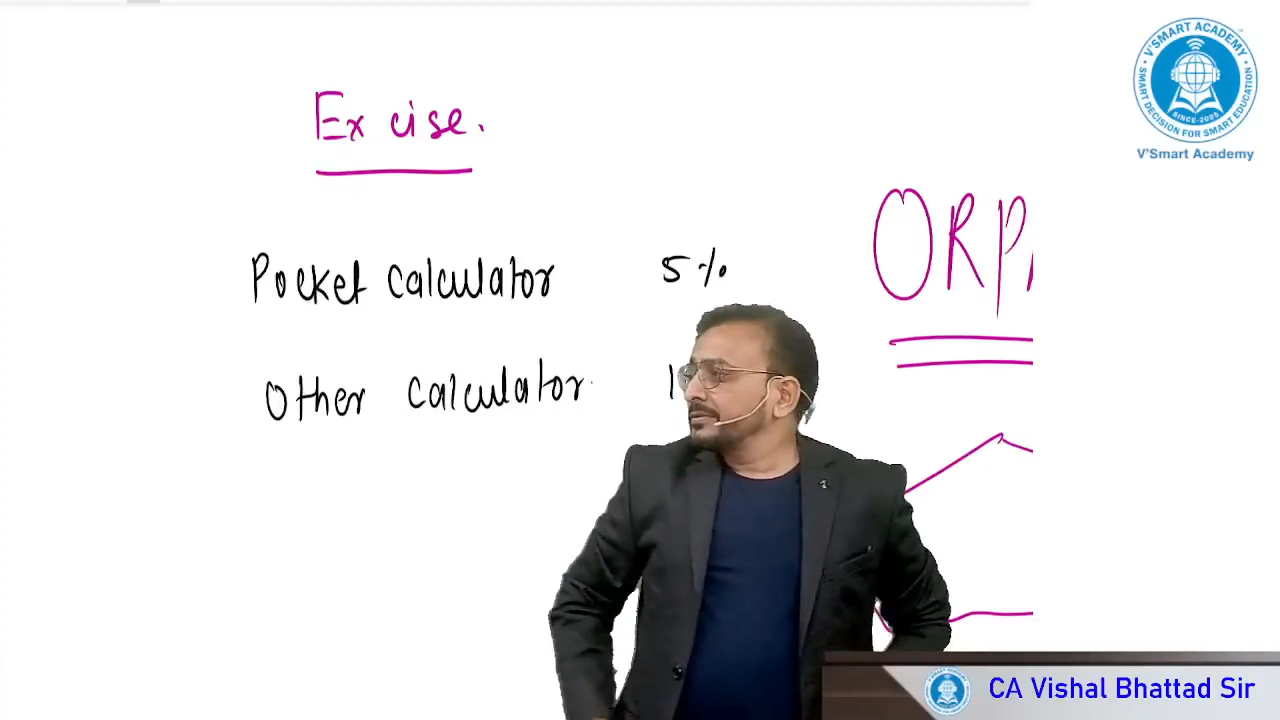 Excise.
Pocket calculator 5%
Other calculator
ORP
V'SMART ACADEMY
SMART DECISION FOR SMART EDUCATION
SINCE-2005
V'Smart Academy
CA Vishal Bhattad Sir